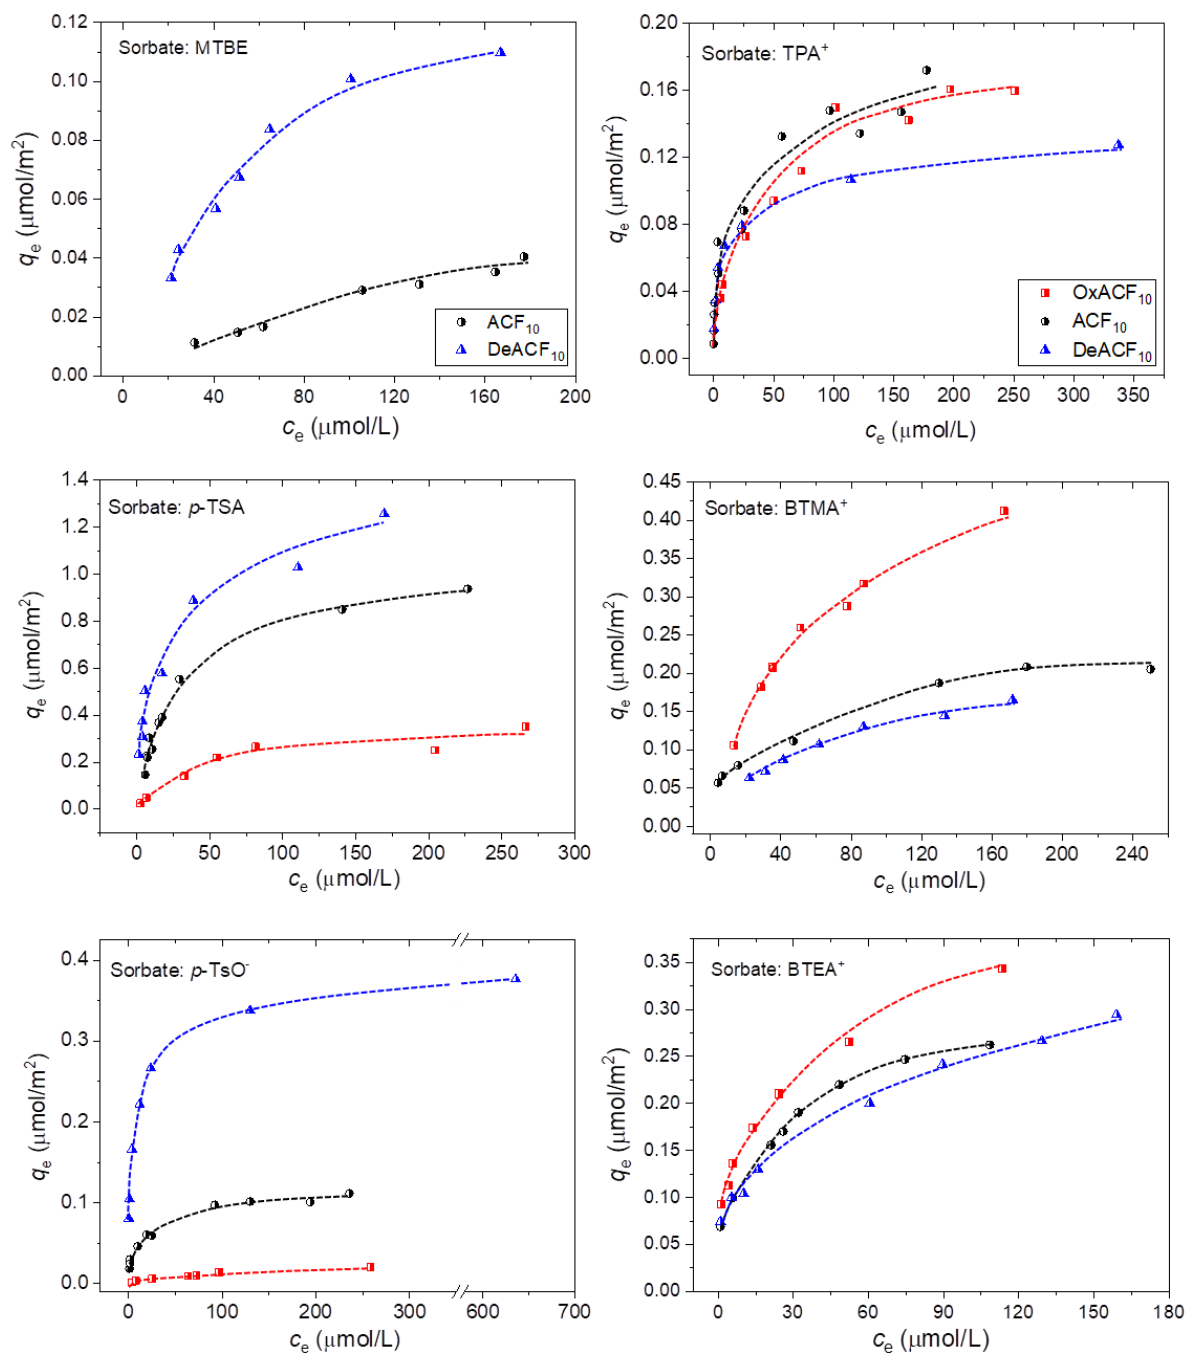 Sorbate: MTBE
0.12
0.10
0.08
0.06
0.04
0.02
0.00
qe (μmol/m²)
ACF10
DeACF10
0 40 80 120 160 200
ce (μmol/L)
Sorbate: TPA+
0.20
0.16
0.12
0.08
0.04
0.00
qe (μmol/m²)
OxACF10
ACF10
DeACF10
0 50 100 150 200 250 300 350
ce (μmol/L)
Sorbate: p-TSA
1.4
1.2
1.0
0.8
0.6
0.4
0.2
0.0
qe (μmol/m²)
0 50 100 150 200 250 300
ce (μmol/L)
Sorbate: BTMA+
0.45
0.40
0.35
0.30
0.25
0.20
0.15
0.10
0.05
0.00
qe (μmol/m²)
0 40 80 120 160 200 240
ce (μmol/L)
Sorbate: p-TsO-
0.4
0.3
0.2
0.1
0.0
qe (μmol/m²)
0 100 200 300 600 700
ce (μmol/L)
Sorbate: BTEA+
0.35
0.30
0.25
0.20
0.15
0.10
0.05
0.00
qe (μmol/m²)
0 30 60 90 120 150 180
ce (μmol/L)